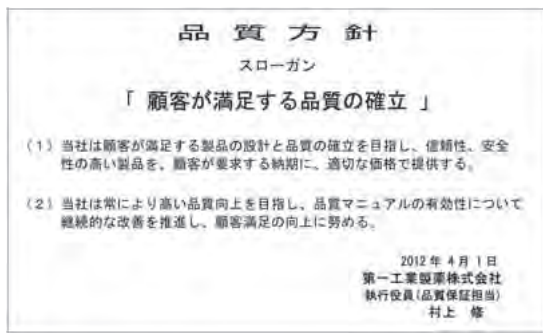 品質方針
スローガン
「 顧客が満足する品質の確立 」
(1) 当社は顧客が満足する製品の設計と品質の確立を目指し、信頼性、安全
性の高い製品を、顧客が要求する納期に、適切な価格で提供する。
(2) 当社は常により高い品質向上を目指し、品質マニュアルの有効性について
継続的な改善を推進し、顧客満足の向上に努める。
2012年 4月 1日
第一工業製薬株式会社
執行役員(品質保証担当)
村上 修